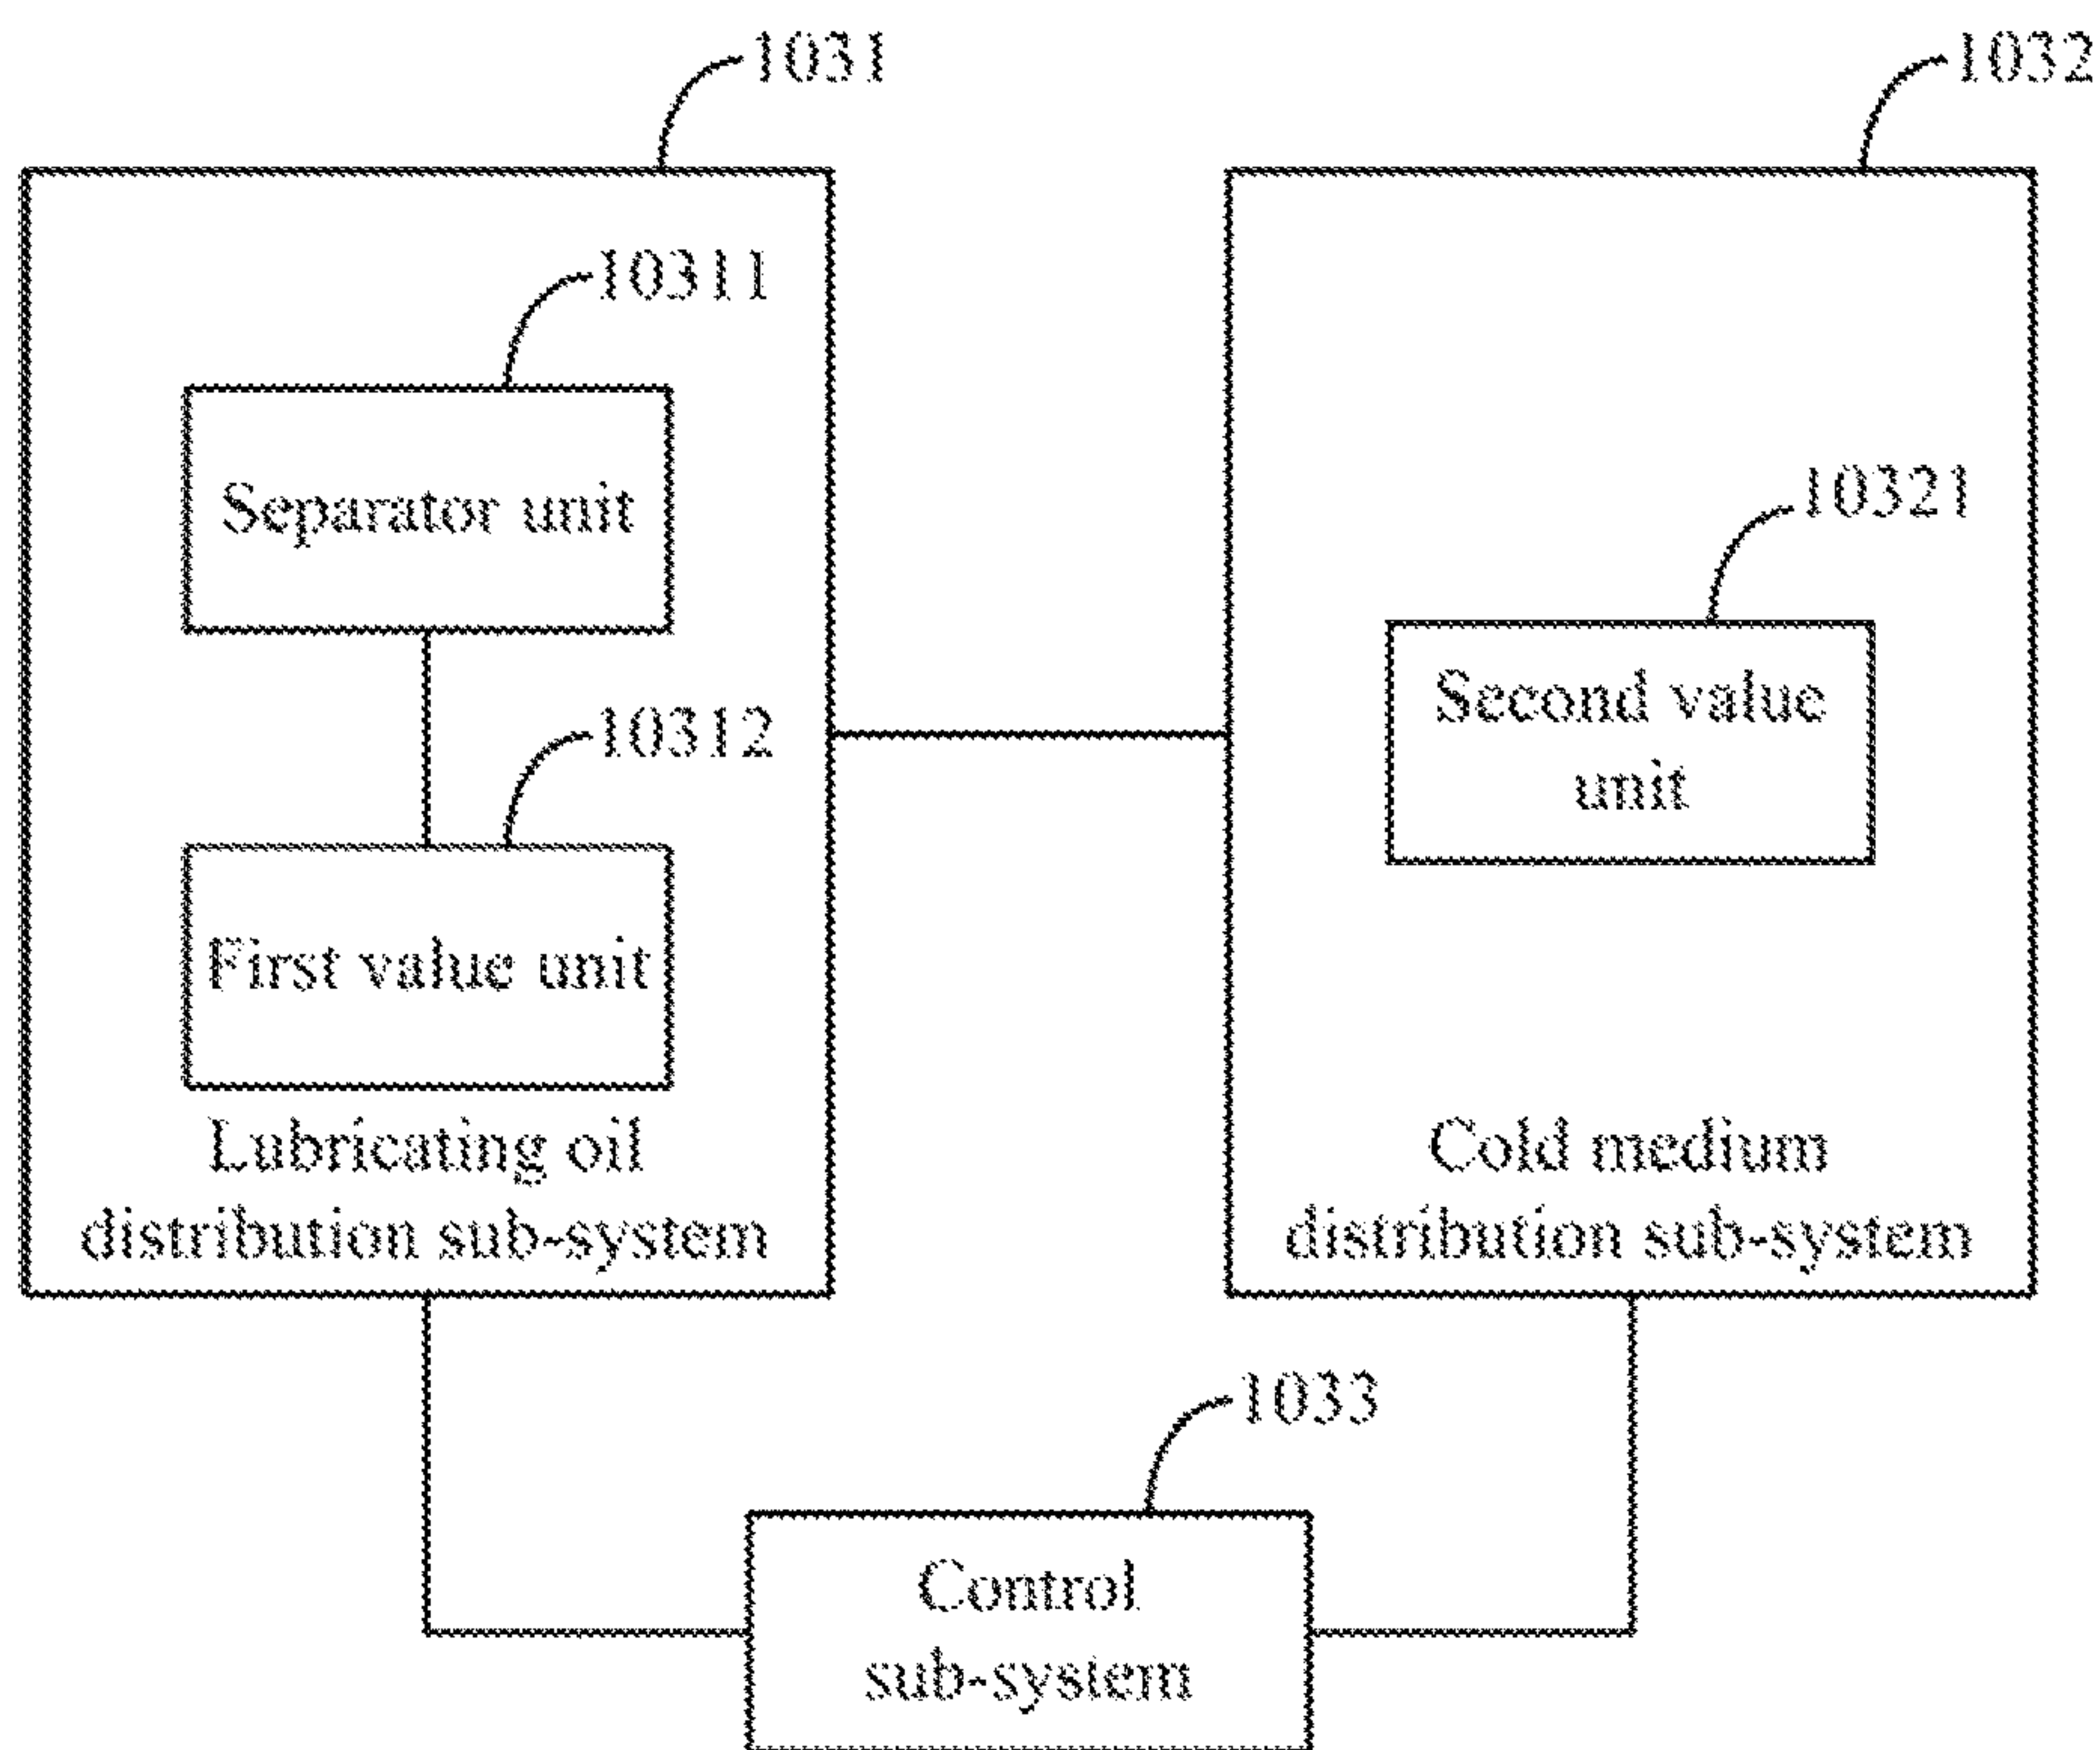 1031
1032
10311
Separator unit
10321
Second value
unit
10312
First value unit
Lubricating oil
distribution sub-system
Cold medium
distribution sub-system
1033
Control
sub-system